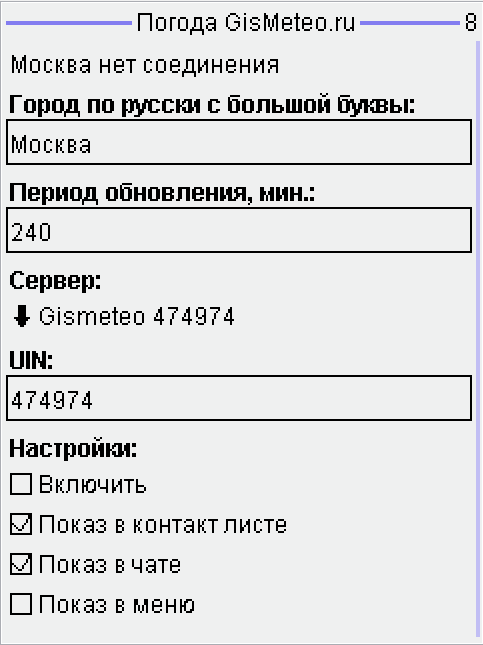 Погода GisMeteo.ru 8
Москва нет соединения
Город по русски с большой буквы:
Москва
Период обновления, мин.:
240
Сервер:
Gismeteo 474974
UIN:
474974
Настройки:
Включить
Показ в контакт листе
Показ в чате
Показ в меню